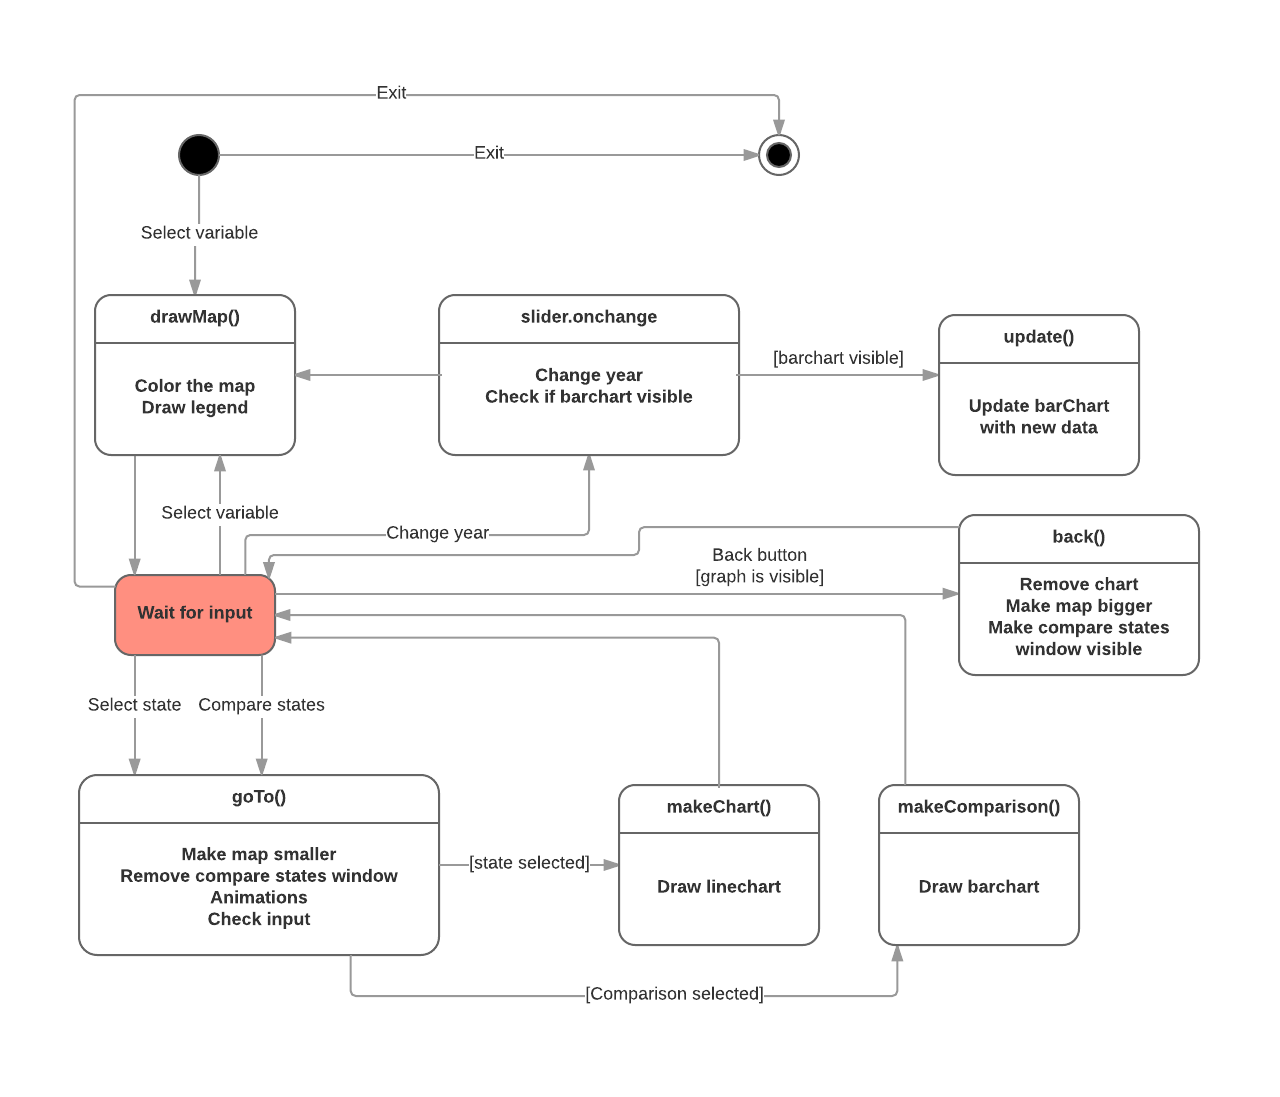 Exit
Exit
Select variable
drawMap()
Color the map
Draw legend
slider.onchange
Change year
Check if barchart visible
[barchart visible]
update()
Update barChart
with new data
Select variable
Change year
Back button
[graph is visible]
back()
Remove chart
Make map bigger
Make compare states
window visible
Wait for input
Select state
Compare states
goTo()
Make map smaller
Remove compare states window
Animations
Check input
[state selected]
makeChart()
Draw linechart
makeComparison()
Draw barchart
[Comparison selected]